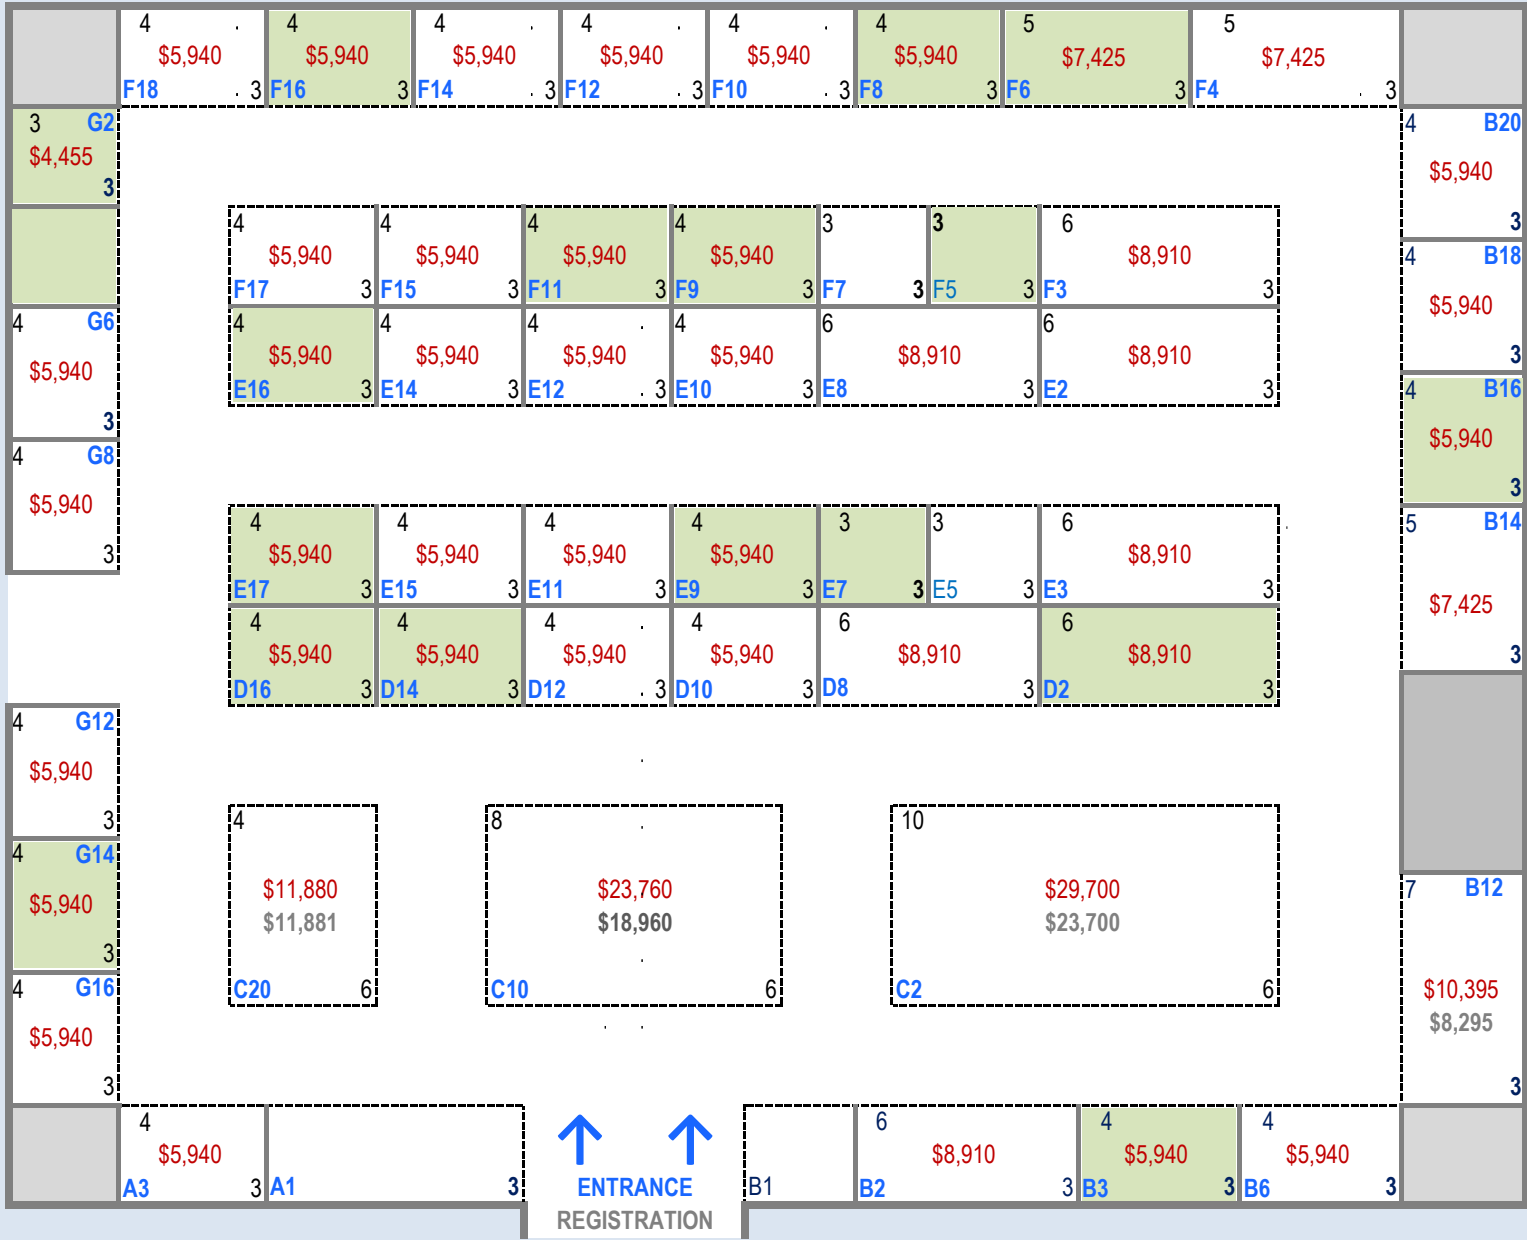 4 4 4 4 4 4 5 5
$5,940 $5,940 $5,940 $5,940 $5,940 $5,940 $7,425 $7,425
F18 3 F16 3 F14 3 F12 3 F10 3 F8 3 F6 3 F4 3
3 G2
$4,455
3
4 B20
$5,940
3
4 4 4 4 3 3 6
$5,940 $5,940 $5,940 $5,940 $8,910
F17 3 F15 3 F11 3 F9 3 F7 3 F5 3 F3 3
4 B18
$5,940
3
4 G6
$5,940
3
4 4 4 4 6 6
$5,940 $5,940 $5,940 $5,940 $8,910 $8,910
E16 3 E14 3 E12 3 E10 3 E8 3 E2 3
4 B16
$5,940
3
4 G8
$5,940
3
4 4 4 4 3 3 6
$5,940 $5,940 $5,940 $5,940 $8,910
E17 3 E15 3 E11 3 E9 3 E7 3 E5 3 E3 3
5 B14
$7,425
3
4 4 4 4 6 6
$5,940 $5,940 $5,940 $5,940 $8,910 $8,910
D16 3 D14 3 D12 3 D10 3 D8 3 D2 3
4 G12
$5,940
3
4 G14
$5,940
3
4 8 10
$11,880 $23,760 $29,700
$11,881 $18,960 $23,700
C20 6 C10 6 C2 6
7 B12
$10,395
$8,295
3
4 G16
$5,940
3
4 6 4 4
$5,940 $8,910 $5,940 $5,940
A3 3 A1 3 ENTRANCE B1 B2 3 B3 3 B6 3
REGISTRATION